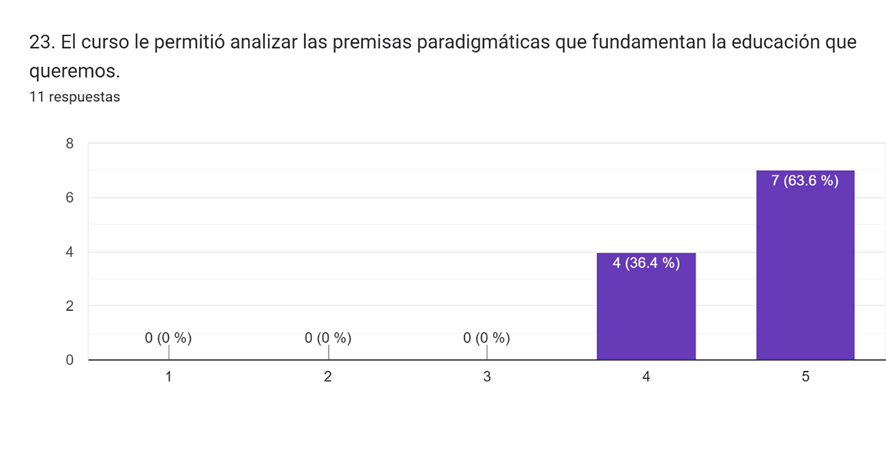 23. El curso le permitió analizar las premisas paradigmáticas que fundamentan la educación que
queremos.
11 respuestas
8
6
4
2
0
0 (0 %)
0 (0 %)
0 (0 %)
4 (36.4 %)
7 (63.6 %)
1
2
3
4
5